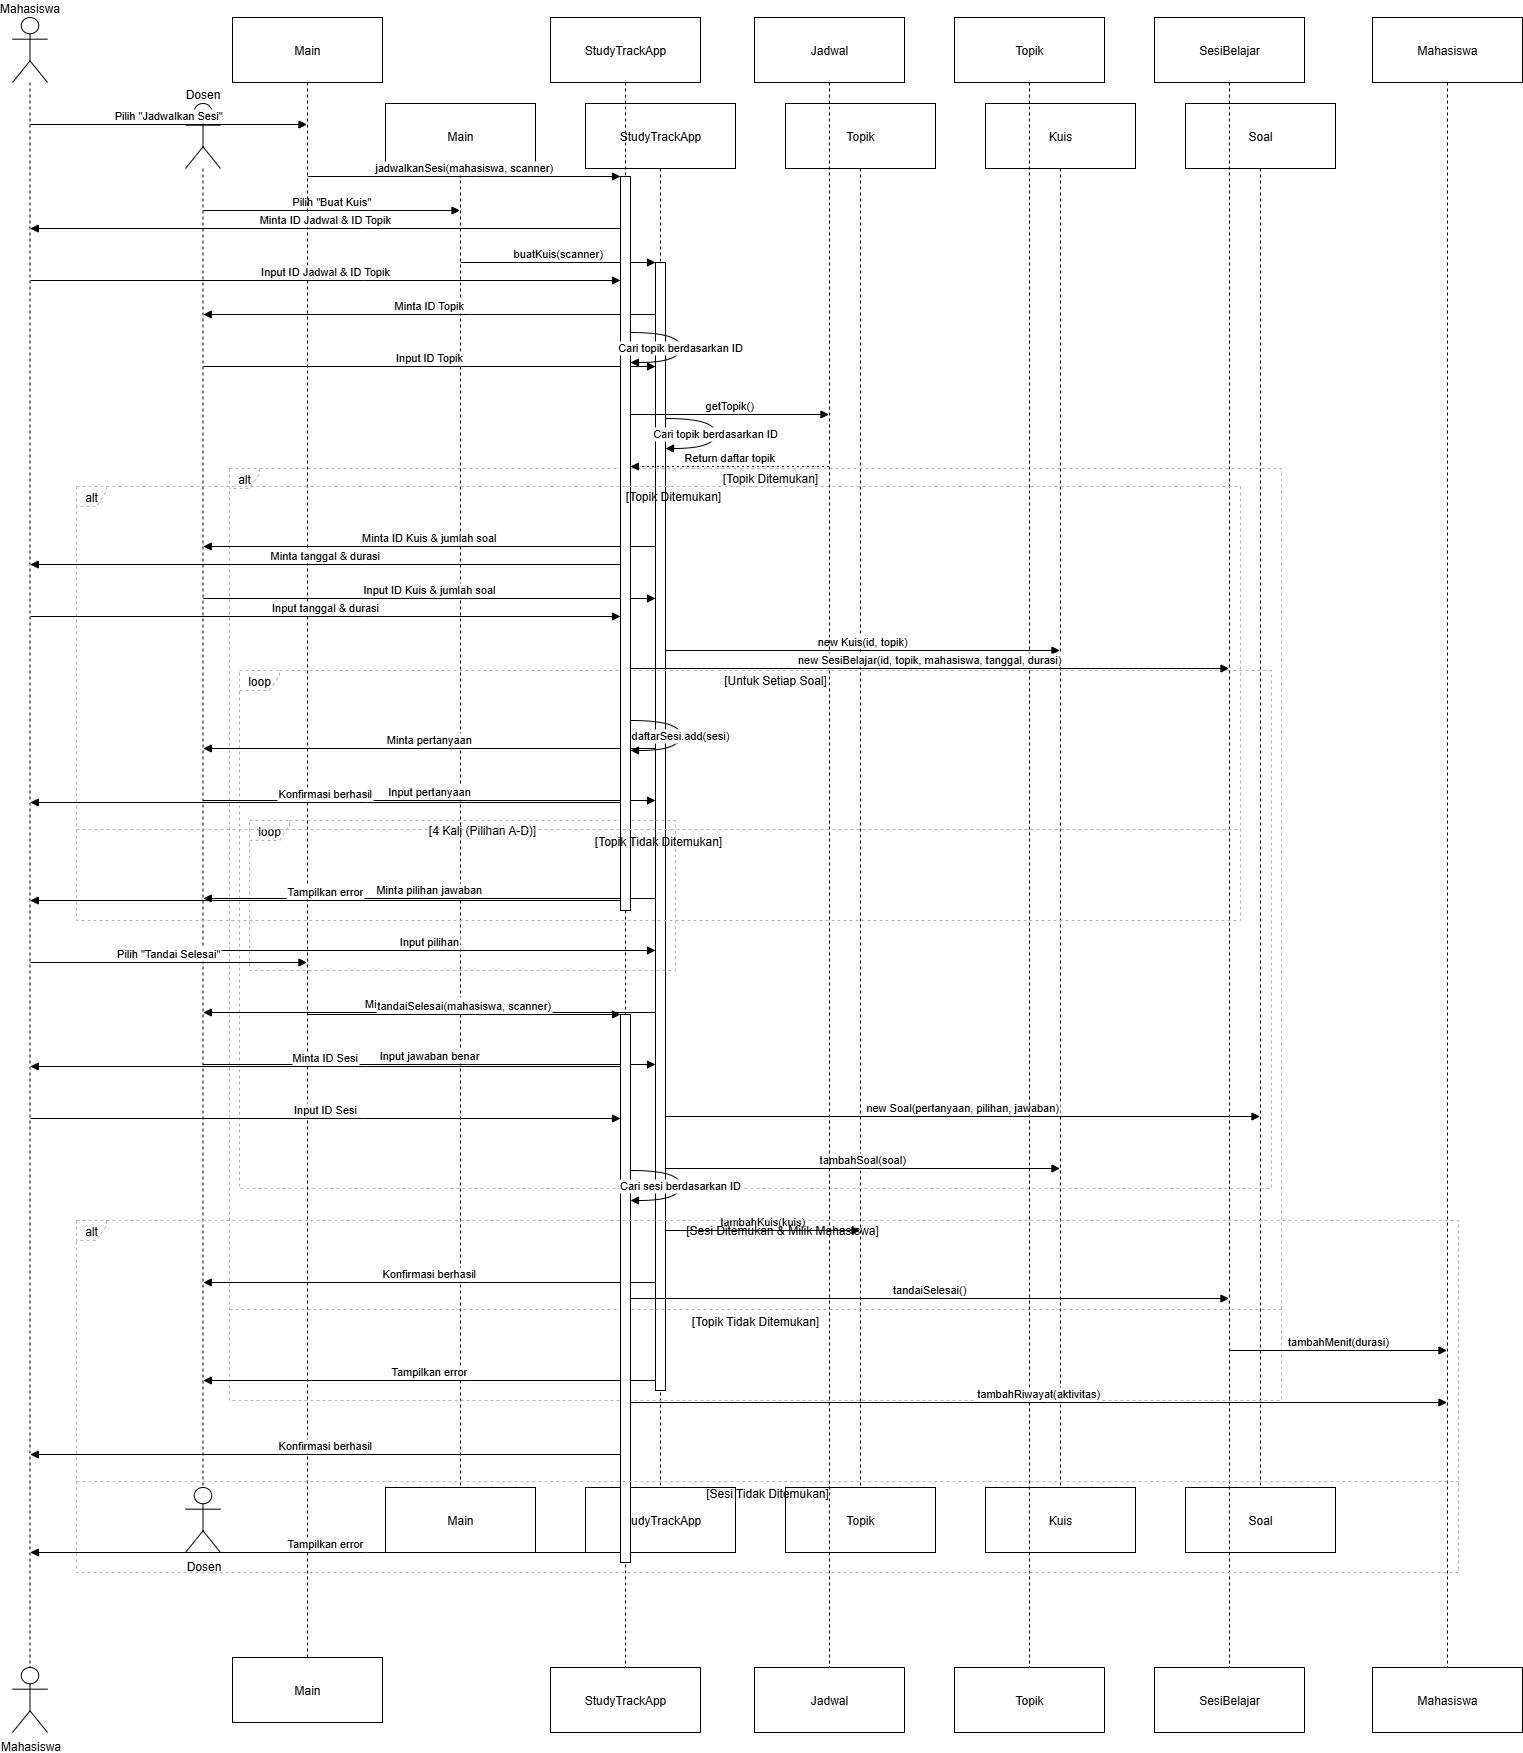 Mahasiswa
Main
StudyTrackApp
Jadwal
Topik
SesiBelajar
Mahasiswa
Dosen
Pilih "Jadwalkan Sesi"
Main
StudyTrackApp
Topik
Kuis
Soal
jadwalkanSesi(mahasiswa, scanner)
Pilih "Buat Kuis"
Minta ID Jadwal & ID Topik
buatKuis(scanner)
Input ID Jadwal & ID Topik
Minta ID Topik
Cari topik berdasarkan ID
Input ID Topik
getTopik()
Cari topik berdasarkan ID
Return daftar topik
alt
[Topik Ditemukan]
alt
[Topik Ditemukan]
Minta ID Kuis & jumlah soal
Minta tanggal & durasi
Input ID Kuis & jumlah soal
Input tanggal & durasi
new Kuis(id, topik)
new SesiBelajar(id, topik, mahasiswa, tanggal, durasi)
loop
[Untuk Setiap Soal]
daftarSesi.add(sesi)
Minta pertanyaan
Konfirmasi berhasil
Input pertanyaan
loop
[4 Kali (Pilihan A-D)]
[Topik Tidak Ditemukan]
Tampilkan error
Minta pilihan jawaban
Input pilihan
Pilih "Tandai Selesai"
tandaiSelesai(mahasiswa, scanner)
Minta ID Sesi
Input jawaban benar
Input ID Sesi
new Soal(pertanyaan, pilihan, jawaban)
tambahSoal(soal)
Cari sesi berdasarkan ID
tambahKuis(kuis)
alt
[Sesi Ditemukan & Milik Mahasiswa]
Konfirmasi berhasil
tandaiSelesai()
[Topik Tidak Ditemukan]
tambahMenit(durasi)
Tampilkan error
tambahRiwayat(aktivitas)
Konfirmasi berhasil
[Sesi Tidak Ditemukan]
Main
udyTrackApp
Topik
Kuis
Soal
Tampilkan error
Dosen
Main
StudyTrackApp
Jadwal
Topik
SesiBelajar
Mahasiswa
Mahasiswa